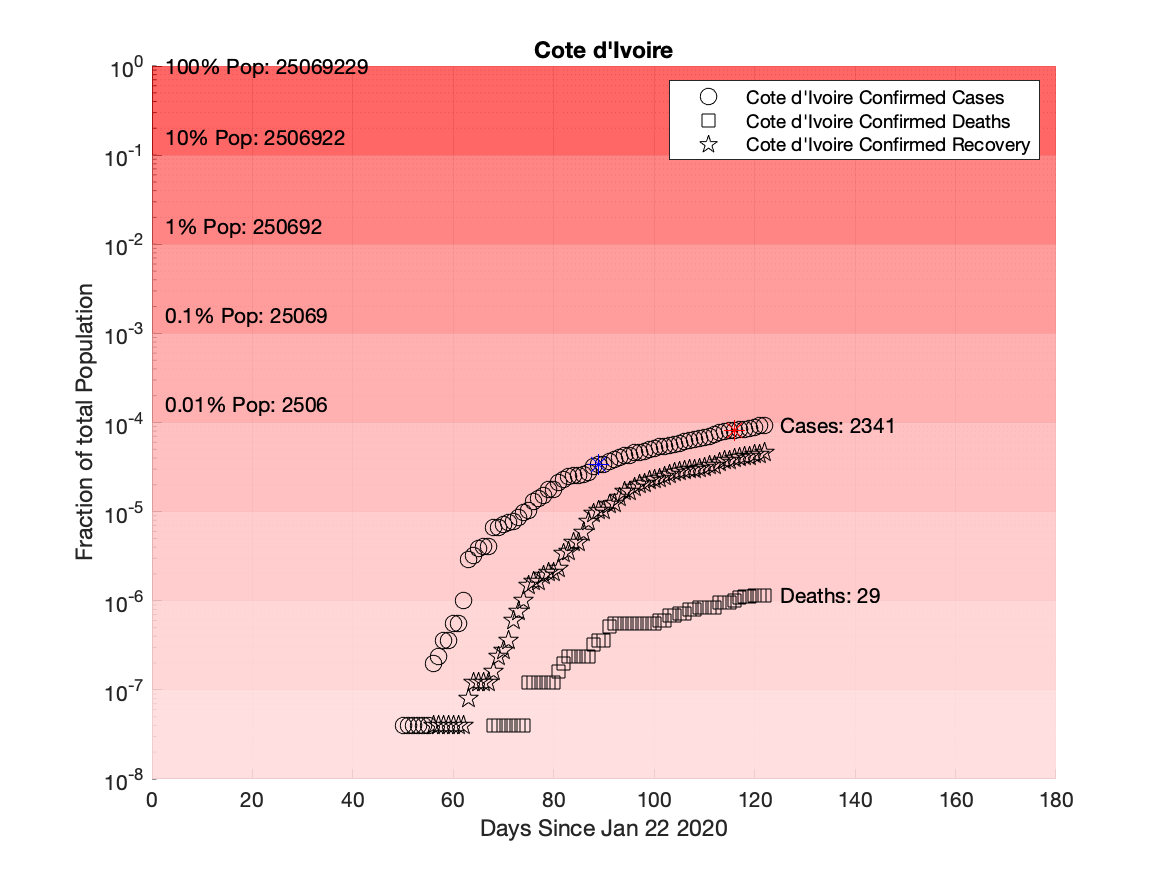 Cote d'Ivoire
10^0
10^-1
10^-2
10^-3
10^-4
10^-5
10^-6
10^-7
10^-8
Fraction of total Population
100% Pop: 25069229
10% Pop: 2506922
1% Pop: 250692
0.1% Pop: 25069
0.01% Pop: 2506
Cote d'Ivoire Confirmed Cases
Cote d'Ivoire Confirmed Deaths
Cote d'Ivoire Confirmed Recovery
Cases: 2341
Deaths: 29
0 20 40 60 80 100 120 140 160 180
Days Since Jan 22 2020